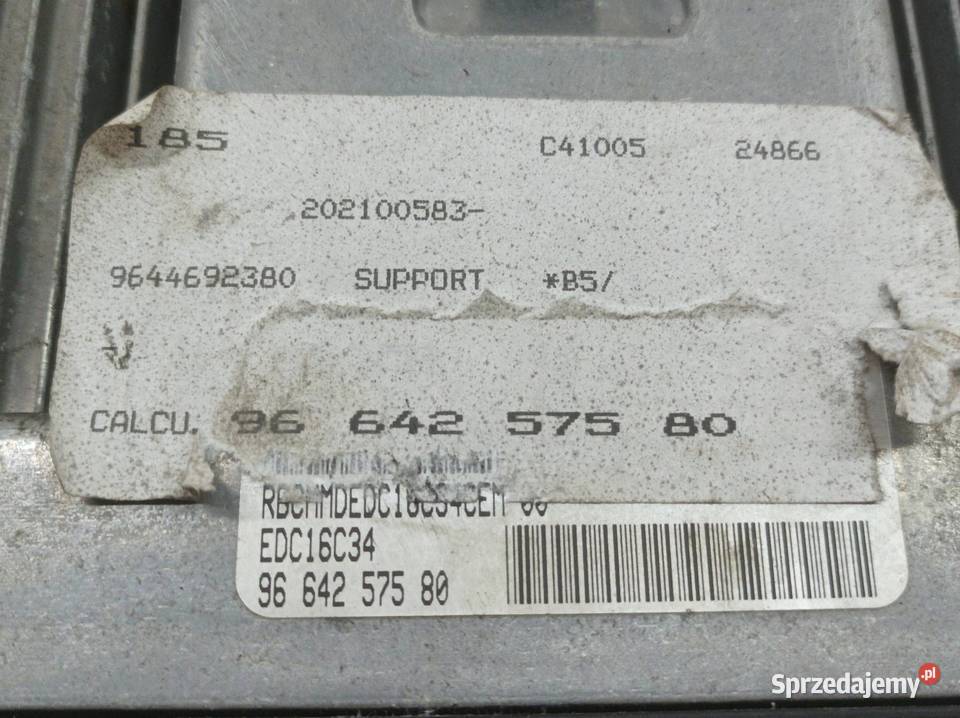 185 C41005 24866
202100583-
9644692380 SUPPORT *B5/
CALCU. 96 642 575 80
EDC16C34
96 642 575 80
Sprzedajemy.pl